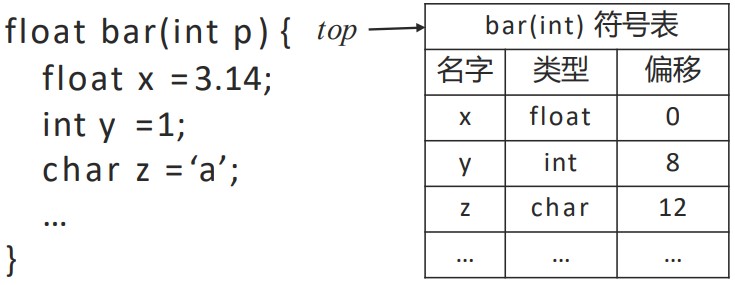 float bar(int p) { top
float x = 3.14;
int y =1;
char z = ‘a’;
…
}
bar(int) 符号表
名字 类型 偏移
x float 0
y int 8
z char 12
… … …